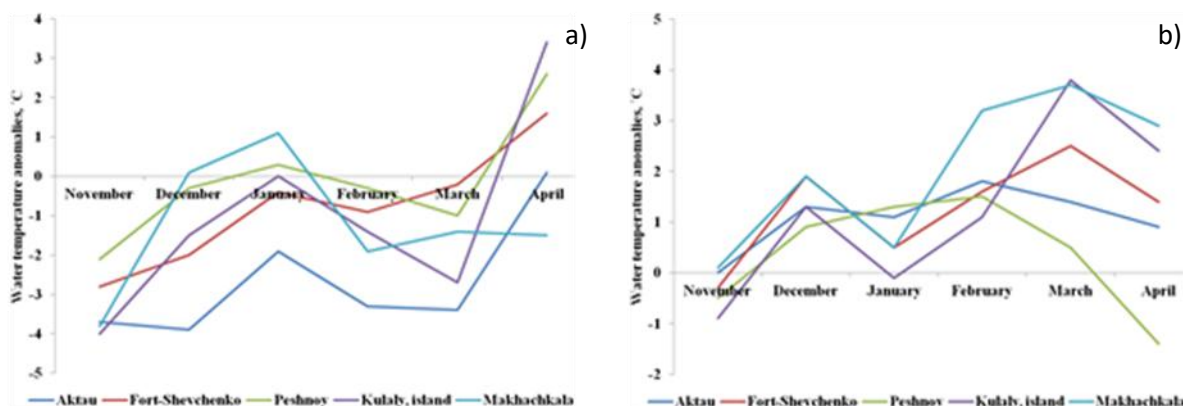 4
3
2
1
0
-1
-2
-3
-4
-5
Water temperature anomalies, °C
November December January February March April
a)
Aktau Fort-Shevchenko Peshnoy Kulaly, island Makhachkala
5
4
3
2
1
0
-1
-2
Water temperature anomalies, °C
November December January February March April
b)
Aktau Fort-Shevchenko Peshnoy Kulaly, island Makhachkala